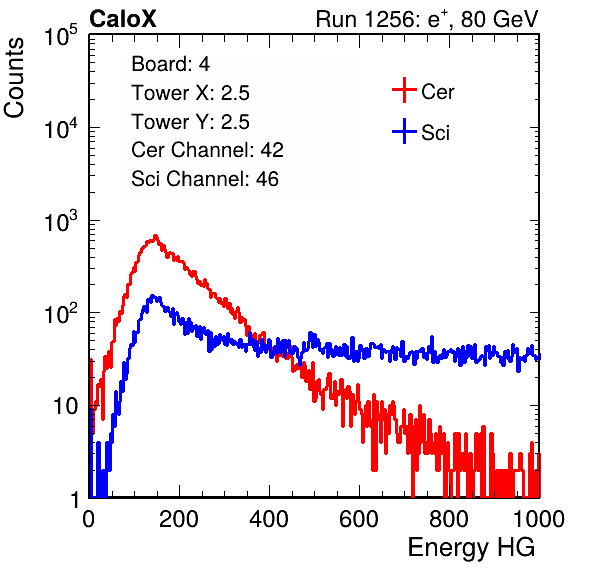 CaloX Run 1256: e⁺, 80 GeV
Board: 4
Tower X: 2.5
Tower Y: 2.5
Cer Channel: 42
Sci Channel: 46
Cer
Sci
Counts
10⁵
10⁴
10³
10²
10
1
0 200 400 600 800 1000
Energy HG